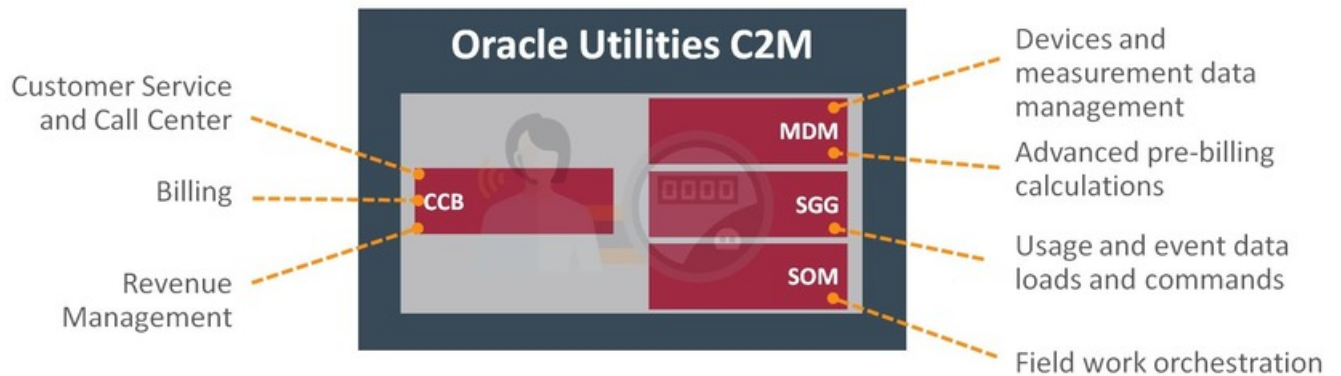 Oracle Utilities C2M
Customer Service
and Call Center
Billing
Revenue
Management
CCB
0000
MDM
SGG
SOM
Devices and
measurement data
management
Advanced pre-billing
calculations
Usage and event data
loads and commands
Field work orchestration